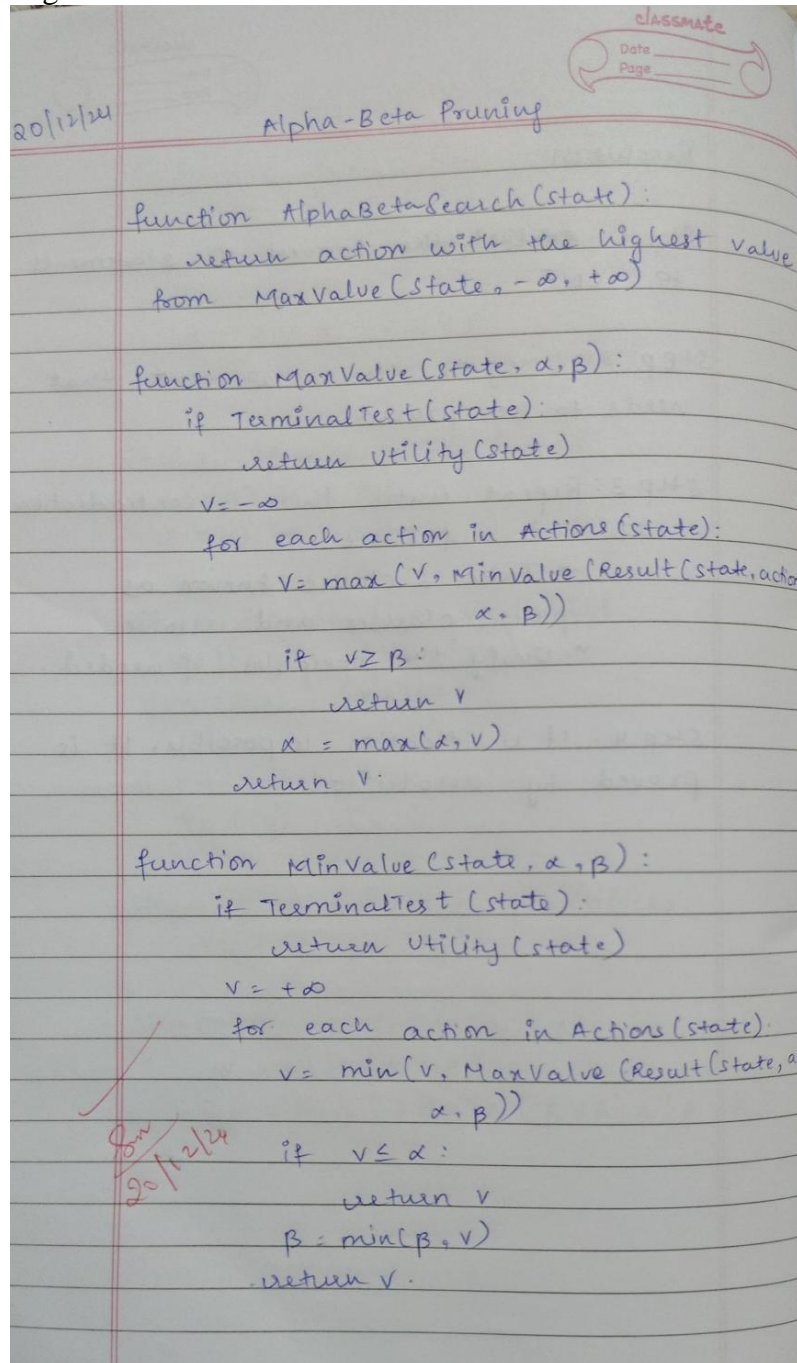 classmate
Date
Page
20/12/24
Alpha-Beta Pruning
function AlphaBetaSearch (state) :
return action with the highest value
from MaxValue (state, -∞, +∞)
function MaxValue (state, α, β) :
if TerminalTest (state) :
return Utility (state)
v = -∞
for each action in Actions (state) :
v = max (v, MinValue (Result (state, action
α, β))
if v ≥ β :
return v
α = max (α, v)
return v.
function MinValue (state, α, β) :
if TerminalTest (state) :
return Utility (state)
v = +∞
for each action in Actions (state).
v = min (v, MaxValue (Result (state, a
α, β))
if v ≤ α :
return v
20/12/24
β = min (β, v)
return v.